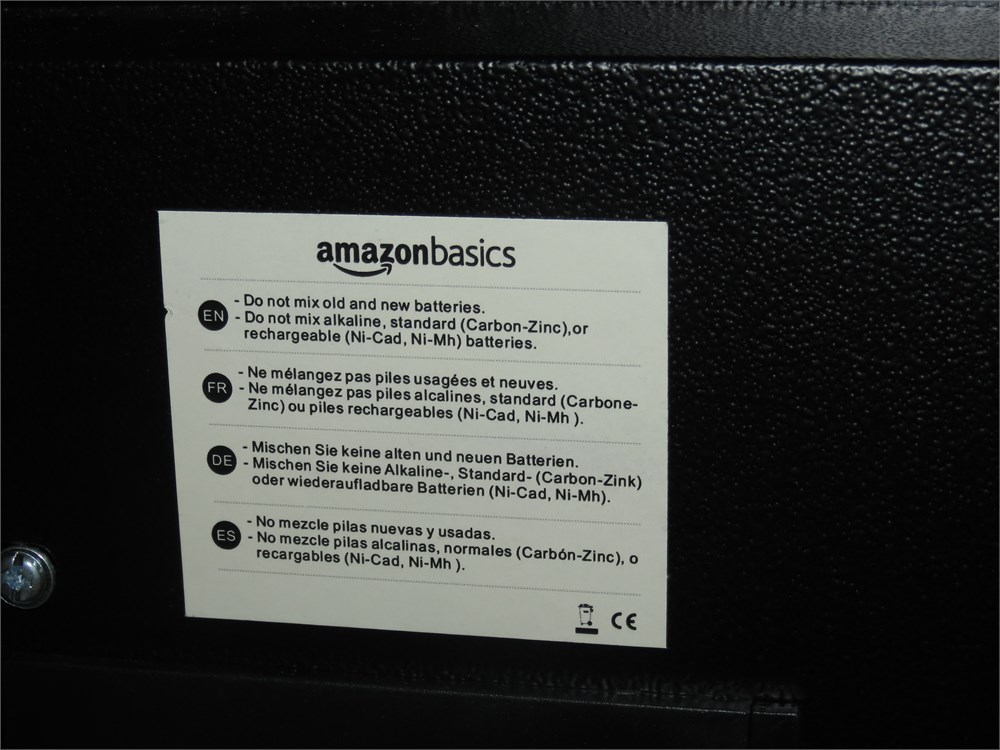 amazonbasics
EN
- Do not mix old and new batteries.
- Do not mix alkaline, standard (Carbon-Zinc),or
rechargeable (Ni-Cad, Ni-Mh) batteries.
FR
- Ne mélangez pas piles usagées et neuves.
- Ne mélangez pas piles alcalines, standard (Carbone-
Zinc) ou piles rechargeables (Ni-Cad, Ni-Mh ).
DE
- Mischen Sie keine alten und neuen Batterien.
- Mischen Sie keine Alkaline-, Standard- (Carbon-Zink)
oder wiederaufladbare Batterien (Ni-Cad, Ni-Mh).
ES
- No mezcle pilas nuevas y usadas.
- No mezcle pilas alcalinas, normales (Carbón-Zinc), o
recargables (Ni-Cad, Ni-Mh ).
CE